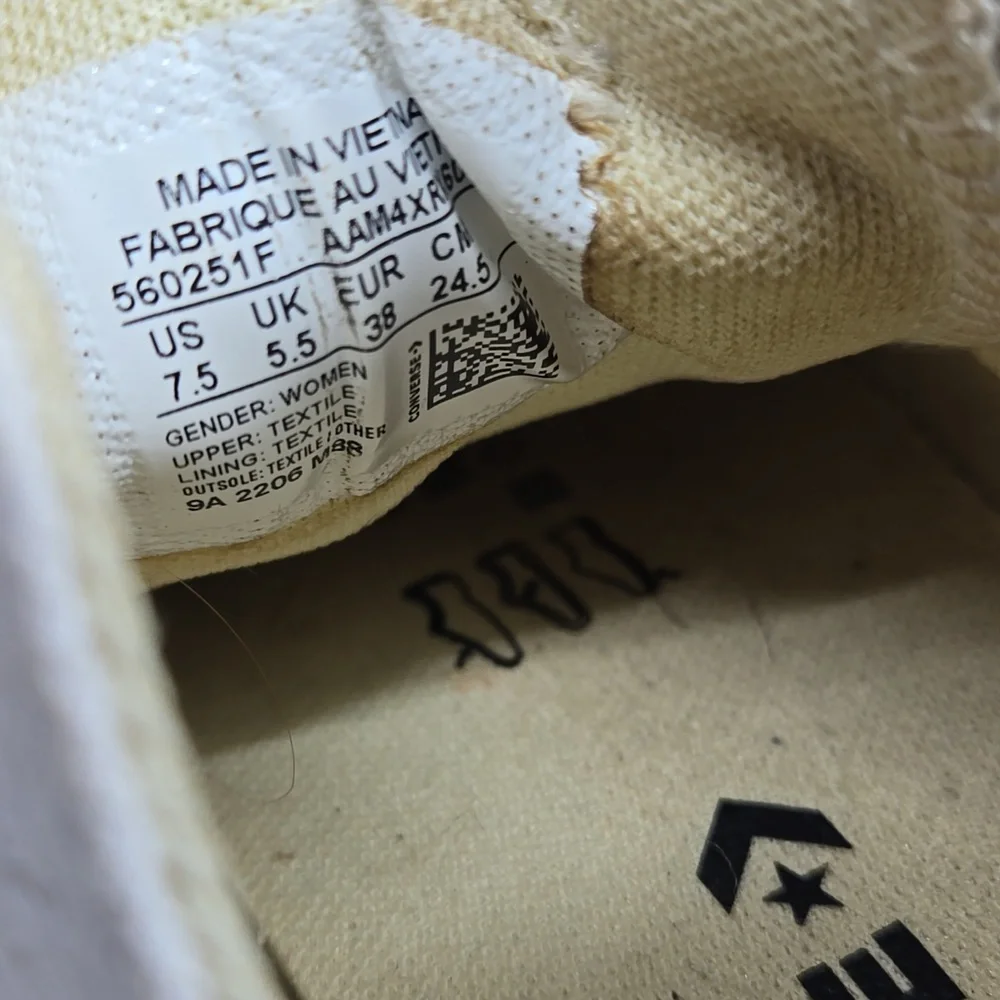 MADE IN VIETNA
FABRIQUE AU VIET
560251F AAM4XR
US UK EUR CM
7.5 5.5 38 24.5
GENDER: WOMEN
UPPER: TEXTILE
LINING: TEXTILE
OUTSOLE: TEXTILE / OTHER
9A 2206
CONVERSE